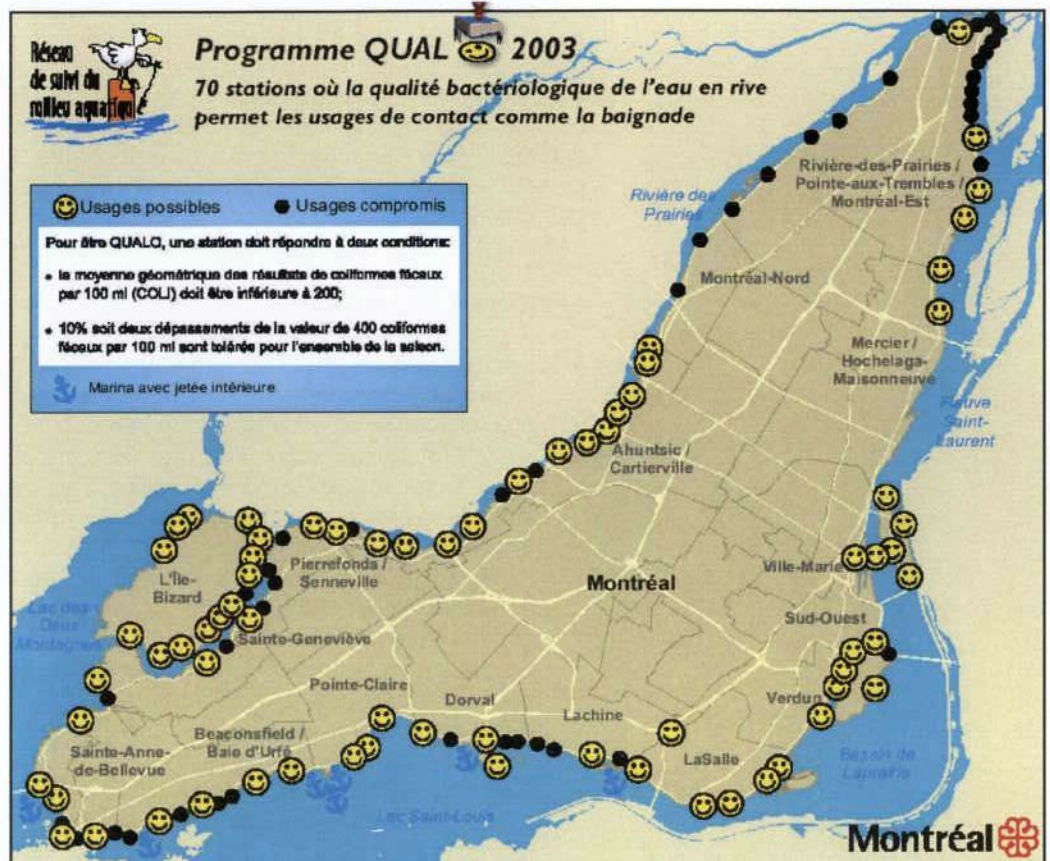 Réseau
de suivi du
milieu aquatique
Programme QUAL 2003
70 stations où la qualité bactériologique de l'eau en rive
permet les usages de contact comme la baignade
Usages possibles
Usages compromis
Pour être QUALO, une station doit répondre à deux conditions:
• la moyenne géométrique des résultats de coliformes fécaux
par 100 ml (COLI) doit être inférieure à 200;
• 10% soit deux dépassements de la valeur de 400 coliformes
fécaux par 100 ml sont tolérés pour l'ensemble de la saison.
Marina avec jetée intérieure
Rivière des
Prairies
Rivière-des-Prairies /
Pointe-aux-Trembles /
Montréal-Est
Montréal-Nord
Mercier /
Hochelaga-
Maisonneuve
Fleuve
Saint-
Laurent
Ahuntsic /
Cartierville
L'Île-
Bizard
Pierrefonds /
Senneville
Montréal
Ville-Marie
Lac des
Deux
Montagnes
Sainte-Geneviève
Sud-Ouest
Pointe-Claire
Dorval
Lachine
Verdun
Sainte-Anne-
de-Bellevue
Beaconsfield /
Baie d'Urfé
LaSalle
Bassin de
Laprairie
Lac Saint-Louis
Montréal